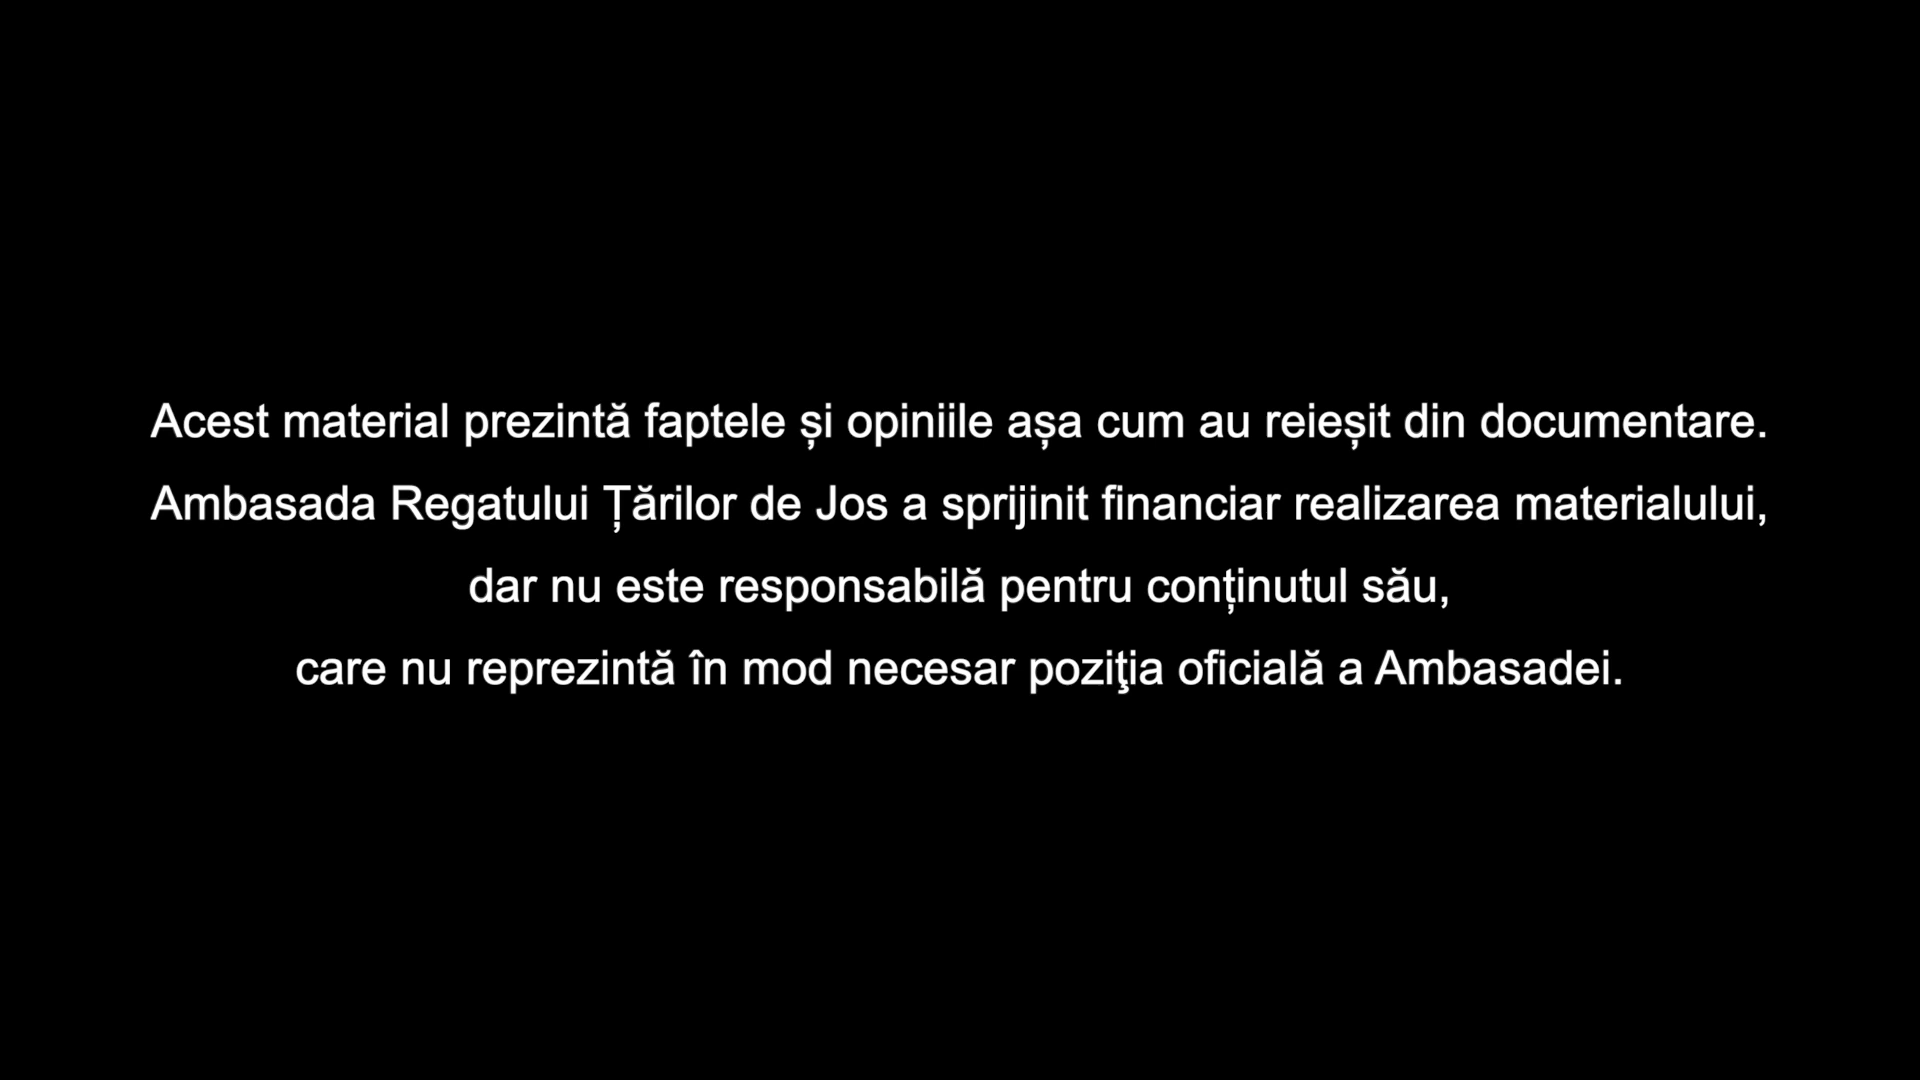 Acest material prezintă faptele și opiniile așa cum au reieșit din documentare.
Ambasada Regatului Țărilor de Jos a sprijinit financiar realizarea materialului,
dar nu este responsabilă pentru conținutul său,
care nu reprezintă în mod necesar poziţia oficială a Ambasadei.